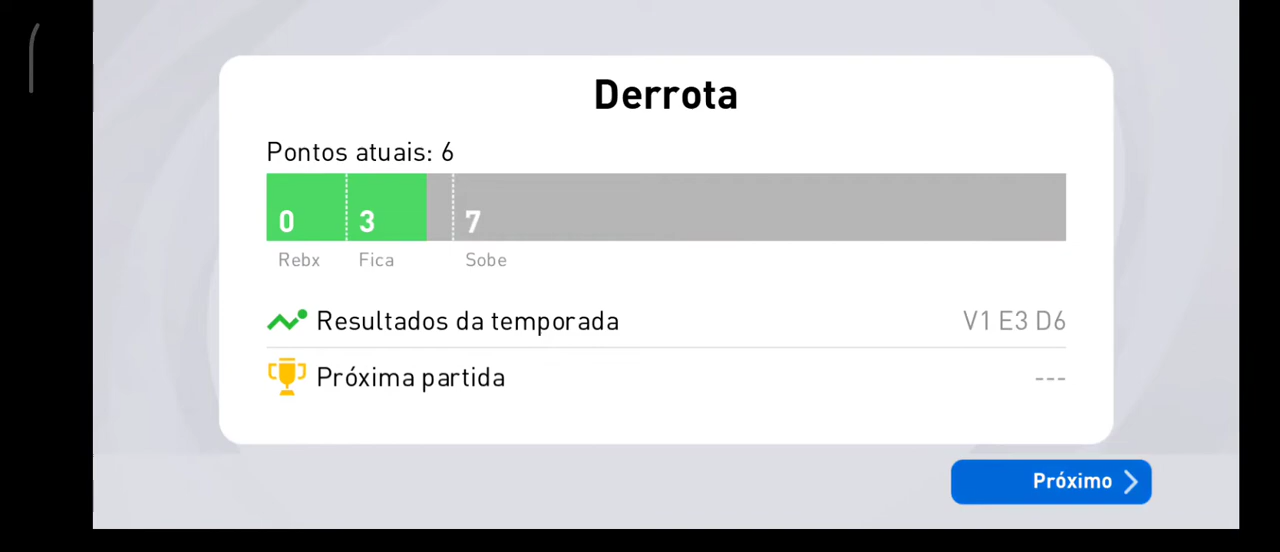 Derrota
Pontos atuais: 6
0 3 7
Rebx Fica Sobe
Resultados da temporada V1 E3 D6
Próxima partida ---
Próximo